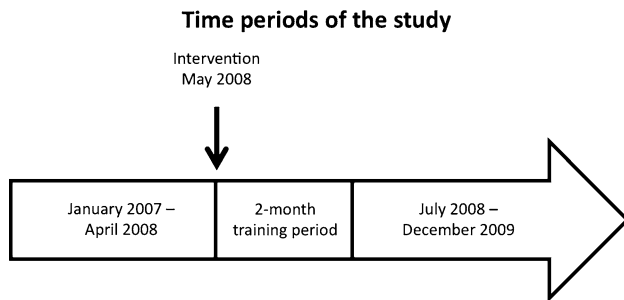 Time periods of the study
Intervention
May 2008
January 2007 –
April 2008
2-month
training period
July 2008 –
December 2009